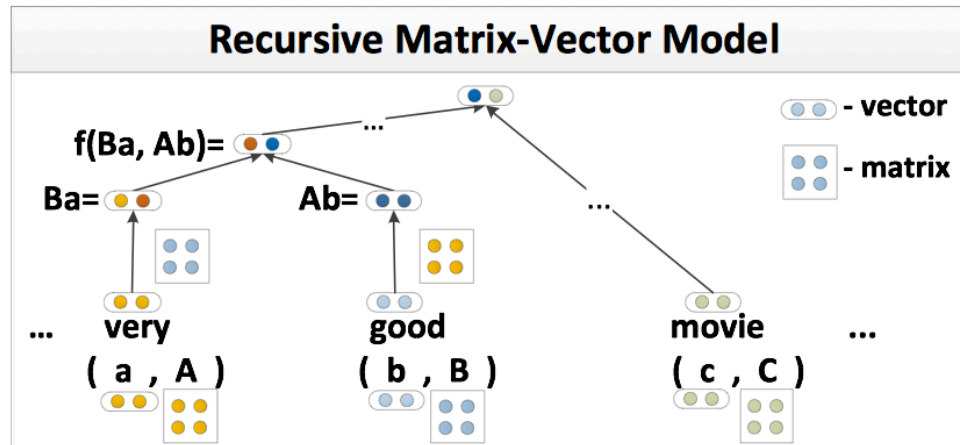 Recursive Matrix-Vector Model
- vector
...
f(Ba, Ab)=
- matrix
Ba=
Ab=
...
... very good movie ...
( a , A ) ( b , B ) ( c , C )